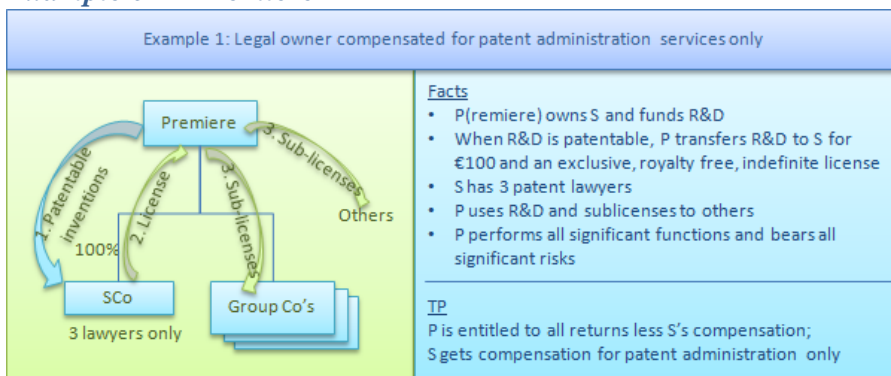 Example 1: Legal owner compensated for patent administration services only
Premiere
1. Patentable
inventions
2. License
3. Sub-licenses
3. Sub-licenses
Others
100%
SCo
3 lawyers only
Group Co's
Facts
• P(remiere) owns S and funds R&D
• When R&D is patentable, P transfers R&D to S for
€100 and an exclusive, royalty free, indefinite license
• S has 3 patent lawyers
• P uses R&D and sublicenses to others
• P performs all significant functions and bears all
significant risks
TP
P is entitled to all returns less S's compensation;
S gets compensation for patent administration only